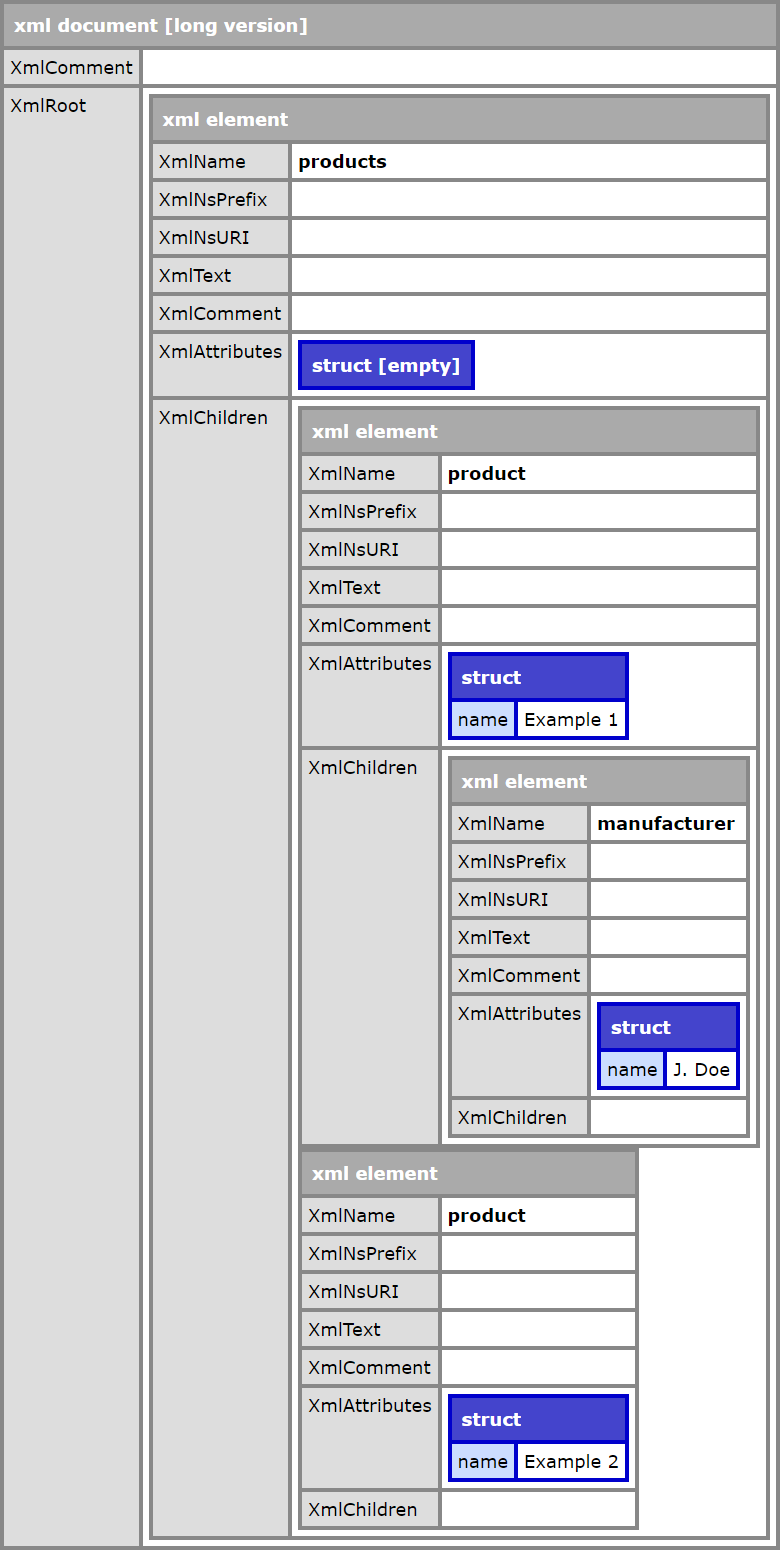 xml document [long version]
XmlComment
XmlRoot
xml element
XmlName products
XmlNsPrefix
XmlNsURI
XmlText
XmlComment
XmlAttributes
struct [empty]
XmlChildren
xml element
XmlName product
XmlNsPrefix
XmlNsURI
XmlText
XmlComment
XmlAttributes
struct
name Example 1
XmlChildren
xml element
XmlName manufacturer
XmlNsPrefix
XmlNsURI
XmlText
XmlComment
XmlAttributes
struct
name J. Doe
XmlChildren
xml element
XmlName product
XmlNsPrefix
XmlNsURI
XmlText
XmlComment
XmlAttributes
struct
name Example 2
XmlChildren